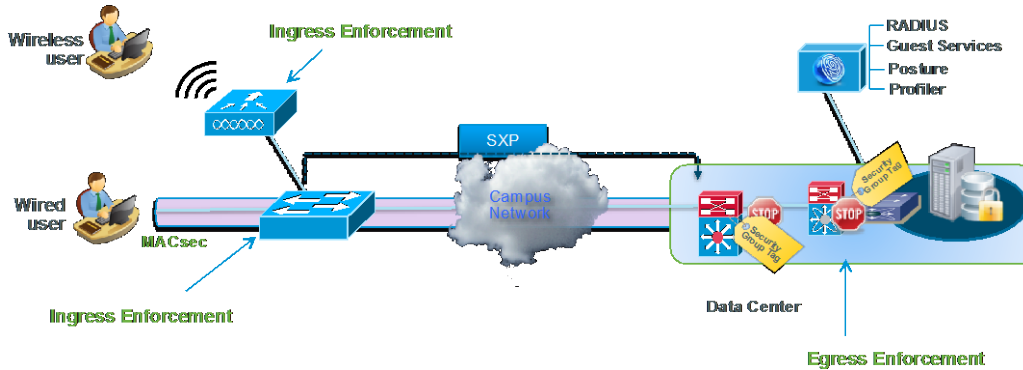 Wireless
user
Ingress Enforcement
RADIUS
Guest Services
Posture
Profiler
SXP
Campus
Network
Wired
user
MACsec
STOP
Security
Group Tag
STOP
Security
Group Tag
Ingress Enforcement
Data Center
Egress Enforcement